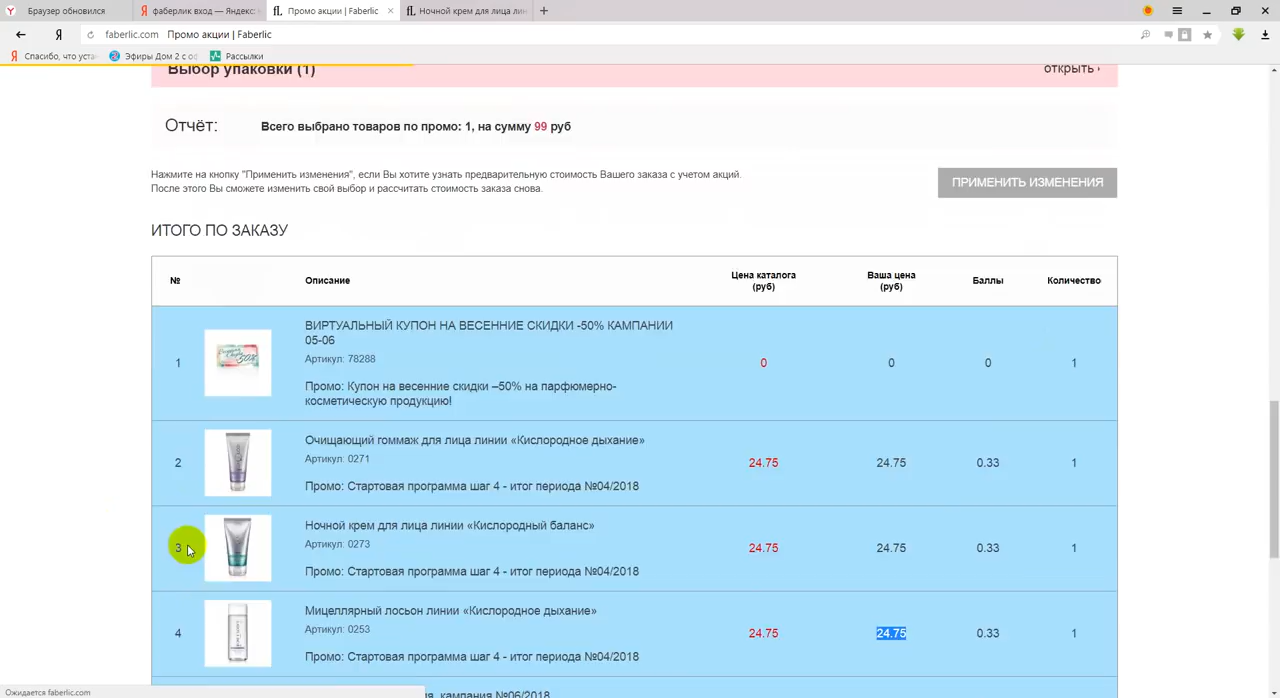 Браузер обновился
фаберлик вход — Яндекс:
Промо акции | Faberlic
Ночной крем для лица лин
faberlic.com Промо акции | Faberlic
Спасибо, что уста
Эфиры Дом 2 с оф
Рассылки
Выбор упаковки (1)
открыть ›
Отчёт:
Всего выбрано товаров по промо: 1, на сумму 99 руб
Нажмите на кнопку "Применить изменения", если Вы хотите узнать предварительную стоимость Вашего заказа с учетом акций.
После этого Вы сможете изменить свой выбор и рассчитать стоимость заказа снова.
ПРИМЕНИТЬ ИЗМЕНЕНИЯ
ИТОГО ПО ЗАКАЗУ
№ Описание Цена каталога (руб) Ваша цена (руб) Баллы Количество
ВИРТУАЛЬНЫЙ КУПОН НА ВЕСЕННИЕ СКИДКИ -50% КАМПАНИИ
05-06
Артикул: 78288
1 0 0 0 1
Промо: Купон на весенние скидки –50% на парфюмерно-
косметическую продукцию!
Очищающий гоммаж для лица линии «Кислородное дыхание»
Артикул: 0271
2 24.75 24.75 0.33 1
Промо: Стартовая программа шаг 4 - итог периода №04/2018
Ночной крем для лица линии «Кислородный баланс»
Артикул: 0273
3 24.75 24.75 0.33 1
Промо: Стартовая программа шаг 4 - итог периода №04/2018
Мицеллярный лосьон линии «Кислородное дыхание»
Артикул: 0253
4 24.75 24.75 0.33 1
Промо: Стартовая программа шаг 4 - итог периода №04/2018
кампания №06/2018
Ожидается faberlic.com